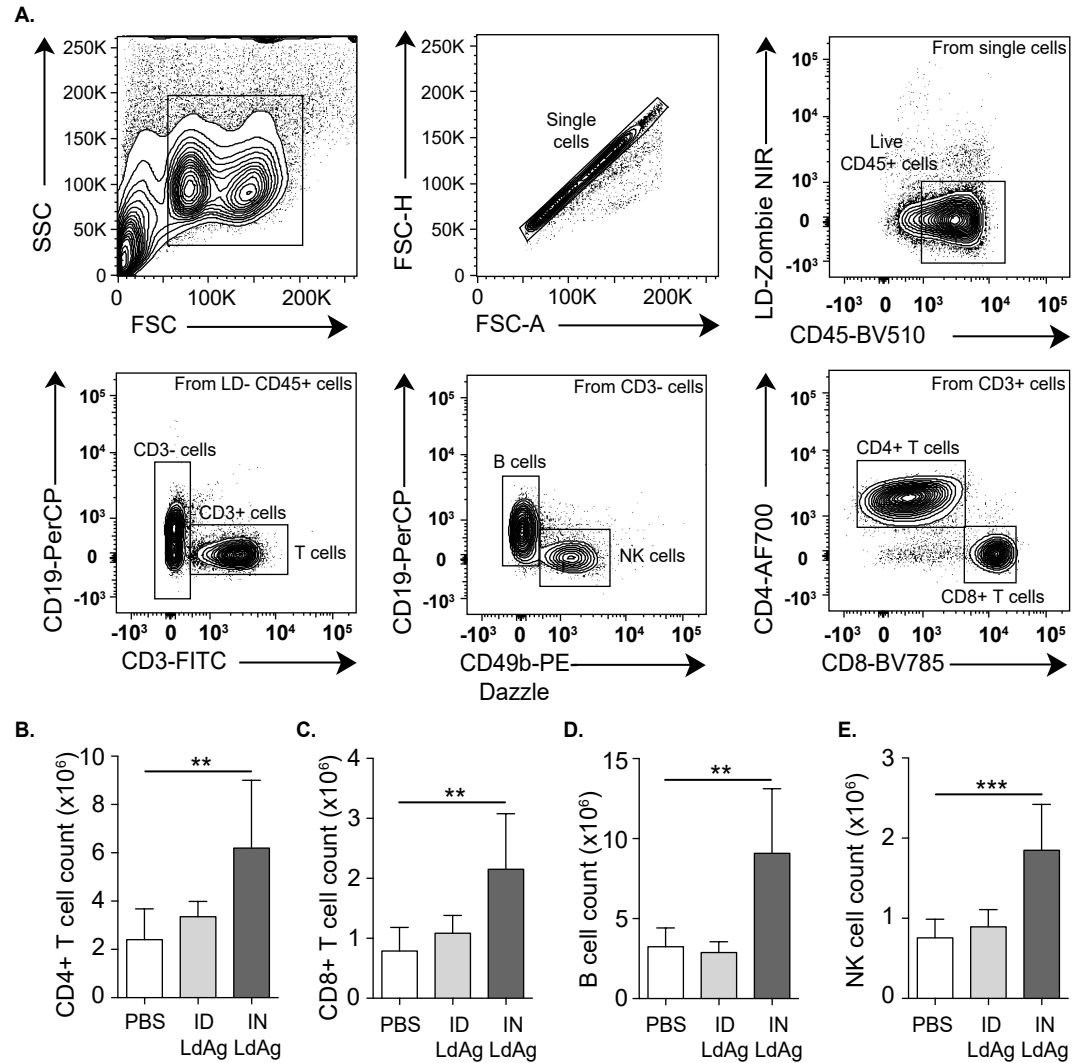 A.
250K
200K
150K
100K
50K
0
SSC
0 100K 200K
FSC
250K
200K
150K
100K
50K
0
FSC-H
Single
cells
0 100K 200K
FSC-A
From single cells
10⁵
10⁴
10³
0
-10³
LD-Zombie NIR
Live
CD45+ cells
-10³ 0 10³ 10⁴ 10⁵
CD45-BV510
From LD- CD45+ cells
10⁵
10⁴
10³
0
-10³
CD19-PerCP
CD3- cells
CD3+ cells
T cells
-10³ 0 10³ 10⁴ 10⁵
CD3-FITC
From CD3- cells
10⁵
10⁴
10³
0
-10³
CD19-PerCP
B cells
NK cells
0 10³ 10⁴ 10⁵
CD49b-PE
Dazzle
From CD3+ cells
10⁵
10⁴
10³
0
-10³
CD4-AF700
CD4+ T cells
CD8+ T cells
-10³ 0 10³ 10⁴ 10⁵
CD8-BV785
B.
CD4+ T cell count (x10⁶)
10
8
6
4
2
0
**
PBS ID IN
LdAg LdAg
C.
CD8+ T cell count (x10⁶)
4
3
2
1
0
**
PBS ID IN
LdAg LdAg
D.
B cell count (x10⁶)
15
10
5
0
**
PBS ID IN
LdAg LdAg
E.
NK cell count (x10⁶)
3
2
1
0
***
PBS ID IN
LdAg LdAg